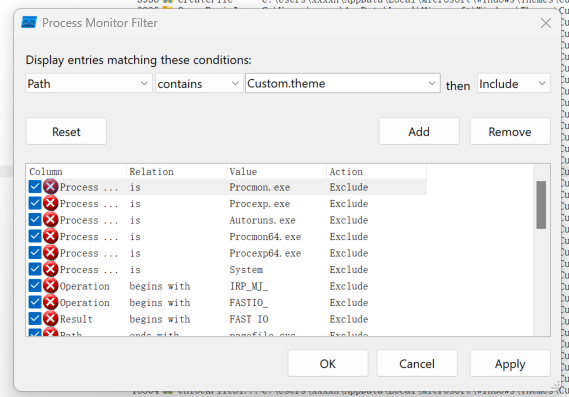 Process Monitor Filter
Display entries matching these conditions:
Path contains Custom.theme then Include
Reset Add Remove
Column Relation Value Action
Process ... is Procmon.exe Exclude
Process ... is Procexp.exe Exclude
Process ... is Autoruns.exe Exclude
Process ... is Procmon64.exe Exclude
Process ... is Procexp64.exe Exclude
Process ... is System Exclude
Operation begins with IRP_MJ_ Exclude
Operation begins with FASTIO_ Exclude
Result begins with FAST IO Exclude
Path ends with pagefile.sys Exclude
OK Cancel Apply